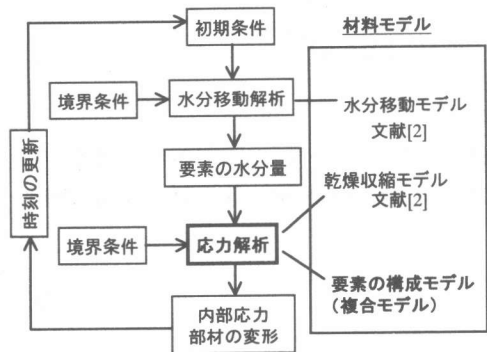 初期条件
材料モデル
境界条件
水分移動解析
水分移動モデル
文献[2]
要素の水分量
時刻の更新
乾燥収縮モデル
文献[2]
境界条件
応力解析
要素の構成モデル
（複合モデル）
内部応力
部材の変形